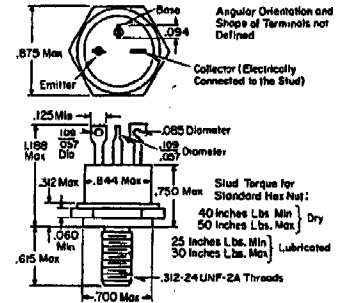 Base
.094
Angular Orientation and
Shape of Terminals not
Defined
.875 Max
Emitter
Collector (Electrically
Connected to the Stud)
.125 Min
.109
.057
Dia
.085 Diameter
.109
.057 Diameter
1.188
Max
.312 Max
.844 Max
.750 Max
.060
Min
.615 Max
Stud Torque for
Standard Hex Nut:
40 Inches Lbs. Min
50 Inches Lbs. Max
Dry
25 Inches Lbs. Min
30 Inches Lbs. Max
Lubricated
.312-24 UNF-2A Threads
.700 Max